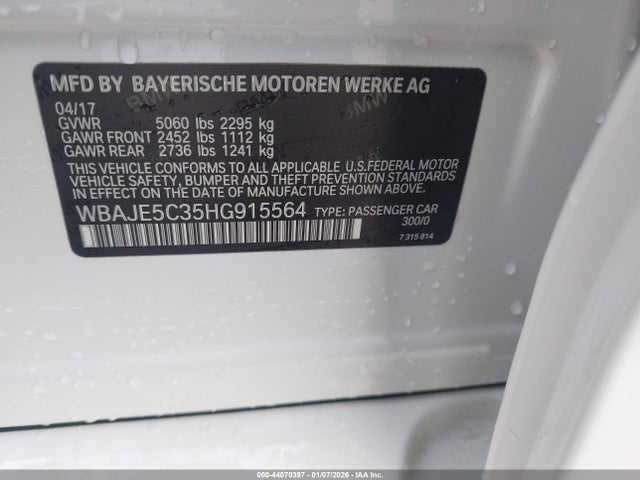 MFD BY BAYERISCHE MOTOREN WERKE AG
04/17
GVWR 5060 lbs 2295 kg
GAWR FRONT 2452 lbs 1112 kg
GAWR REAR 2736 lbs 1241 kg
THIS VEHICLE CONFORMS TO ALL APPLICABLE U.S. FEDERAL MOTOR
VEHICLE SAFETY, BUMPER AND THEFT PREVENTION STANDARDS
IN EFFECT ON THE DATE OF MANUFACTURE SHOWN ABOVE.
WBAJE5C35HG915564 TYPE: PASSENGER CAR
300/0
7 315 814
BMW
000-44070397 - 01/07/2026 - IAA Inc.